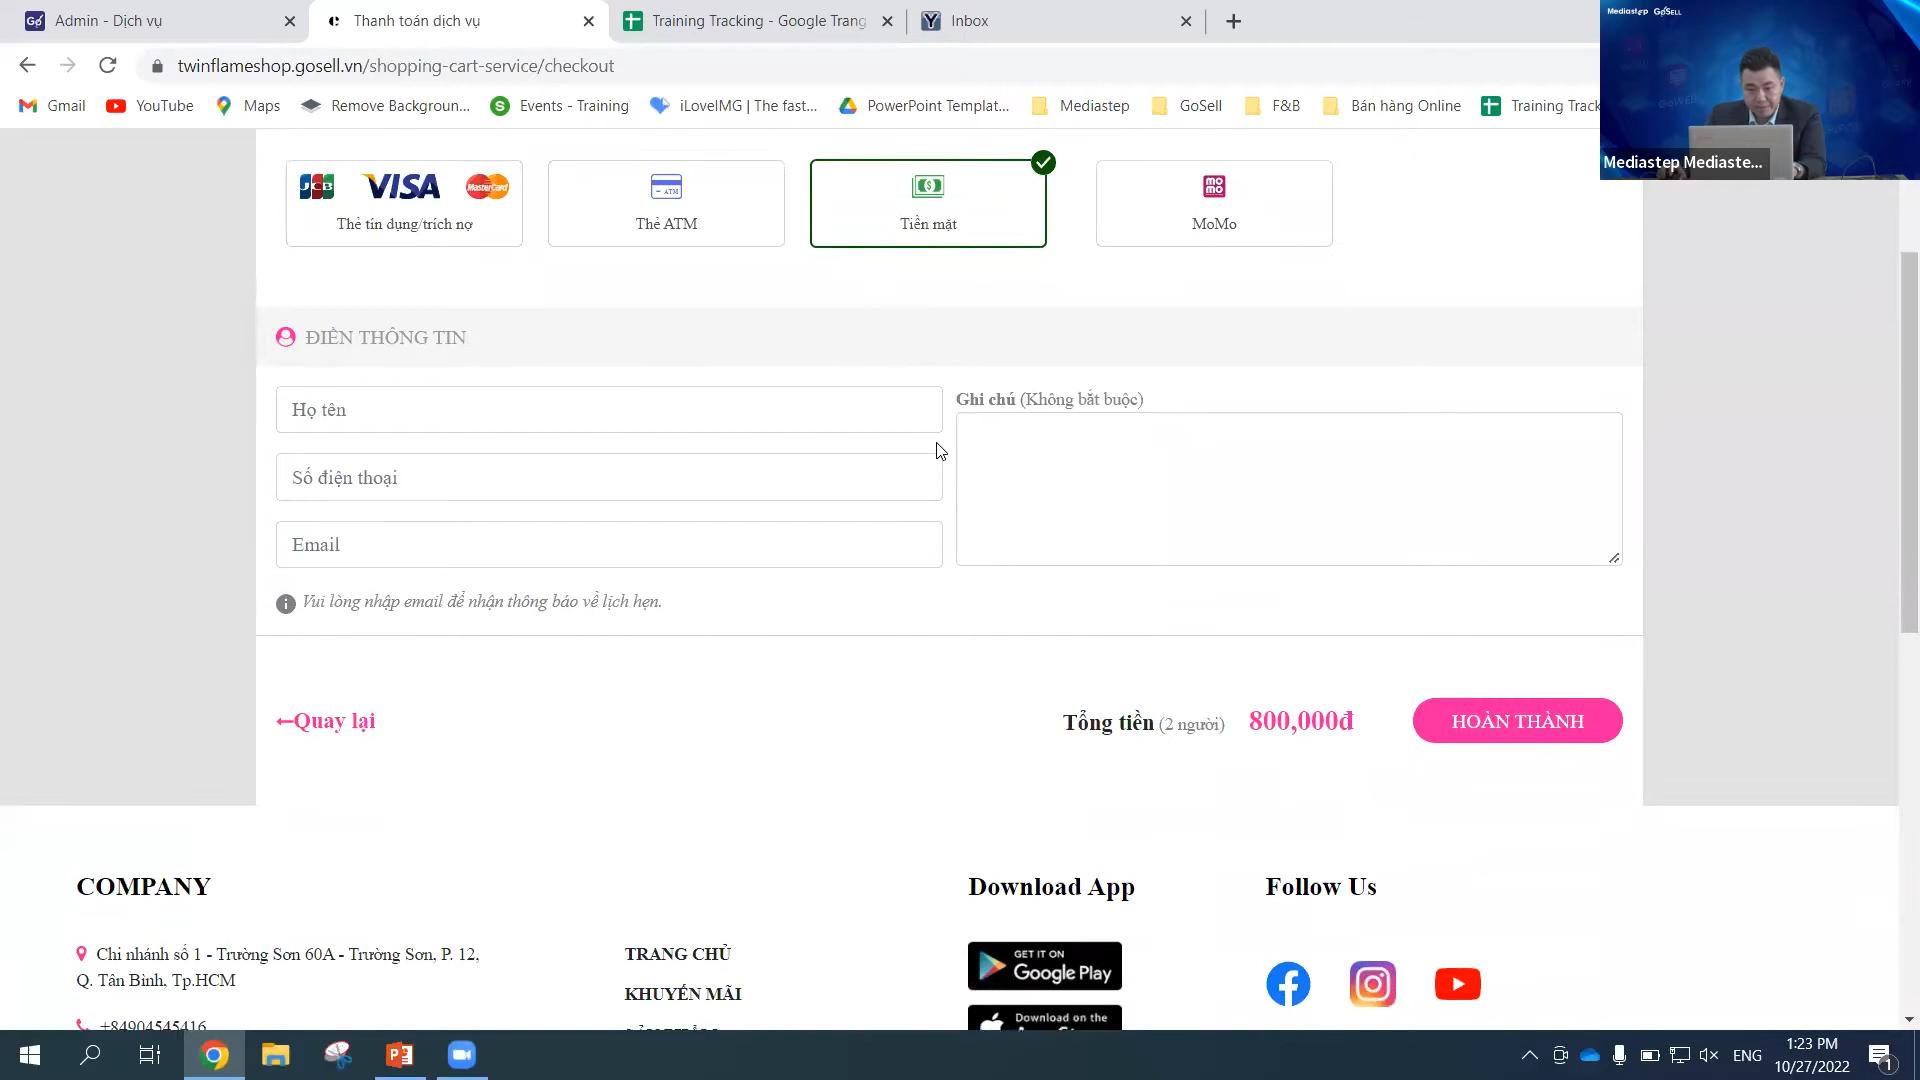 Admin - Dịch vụ
Thanh toán dịch vụ
Training Tracking - Google Trang
Inbox
twinflameshop.gosell.vn/shopping-cart-service/checkout
Gmail
YouTube
Maps
Remove Backgroun...
Events - Training
iLoveIMG | The fast...
PowerPoint Templat...
Mediastep
GoSell
F&B
Bán hàng Online
Training Track
Mediastep GoSELL
Mediastep Mediaste...
JCB
VISA
MasterCard
Thẻ tín dụng/trích nợ
ATM
Thẻ ATM
Tiền mặt
MoMo
ĐIỀN THÔNG TIN
Họ tên
Số điện thoại
Email
Ghi chú (Không bắt buộc)
Vui lòng nhập email để nhận thông báo về lịch hẹn.
Quay lại
Tổng tiền (2 người) 800,000đ
HOÀN THÀNH
COMPANY
Chi nhánh số 1 - Trường Sơn 60A - Trường Sơn, P. 12,
Q. Tân Bình, Tp.HCM
+84904545416
TRANG CHỦ
KHUYẾN MÃI
Download App
GET IT ON
Google Play
Download on the
Follow Us
ENG
1:23 PM
10/27/2022
1